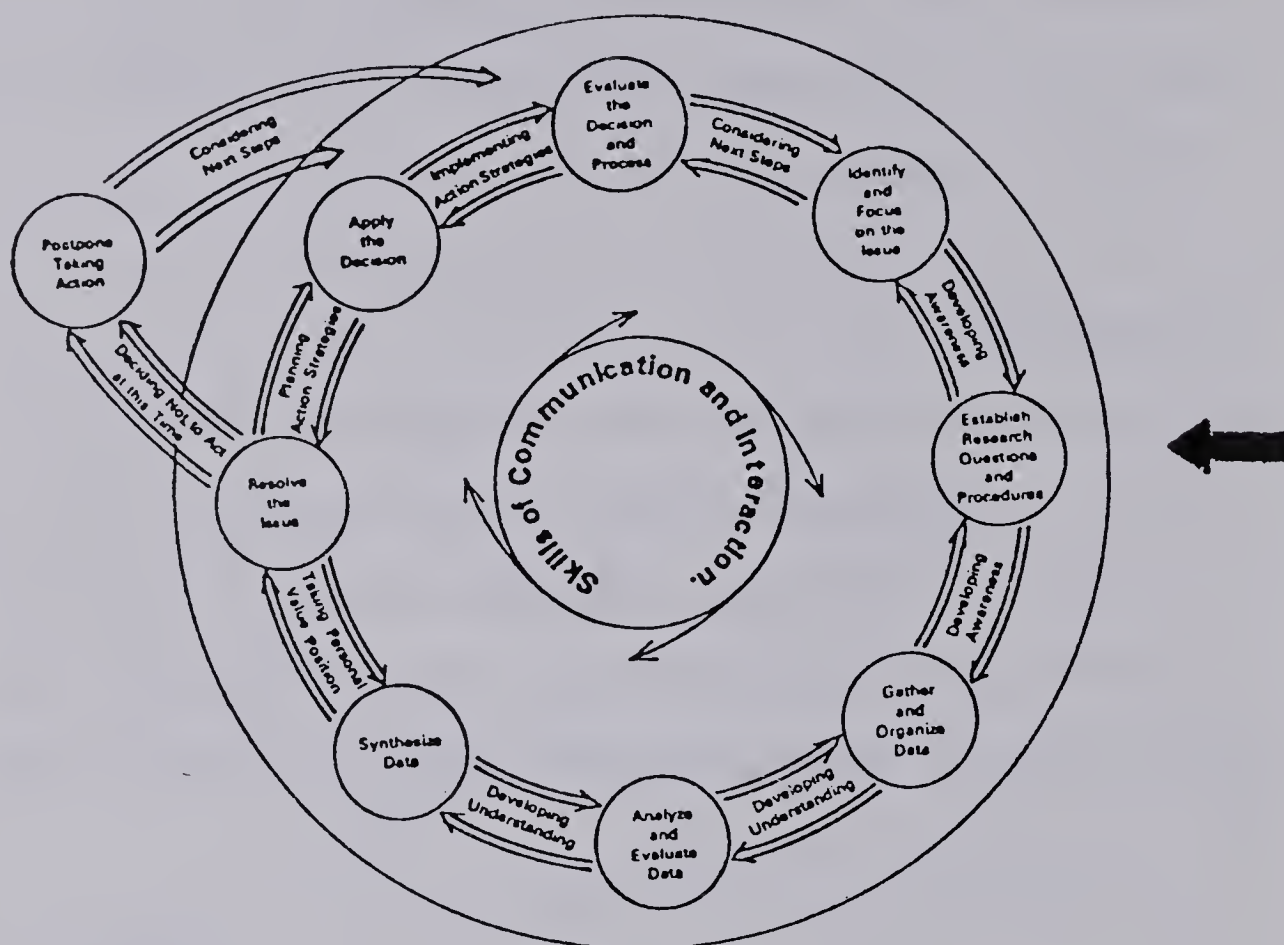 Evaluate
the
Decision
and
Process
Considering
Next Steps
Identify
and
Focus
on the
Issue
Developing
Awareness
Establish
Research
Questions
and
Procedures
Developing
Awareness
Gather
and
Organize
Data
Developing
Understanding
Analyze
and
Evaluate
Data
Developing
Understanding
Synthesize
Data
Taking Personal
Value Position
Resolve
the
Issue
Planning
Action Strategies
Apply
the
Decision
Implementing
Action Strategies
Deciding Not to Act
at this Time
Postpone
Taking
Action
Considering
Next Steps
Skills of Communication and Interaction.